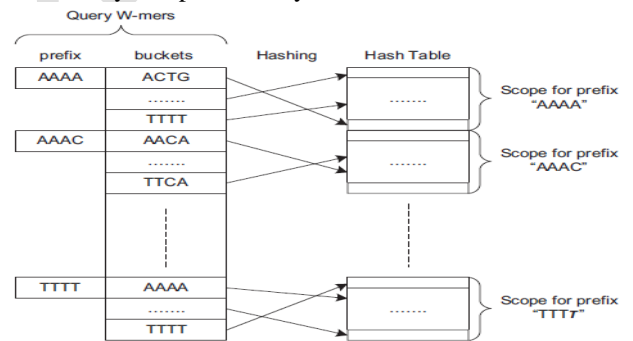 Query W-mers
prefix buckets Hashing Hash Table
AAAA ACTG
....... .......
TTTT
Scope for prefix
"AAAA"
AAAC AACA
....... .......
TTCA
Scope for prefix
"AAAC"
TTTT AAAA
....... .......
TTTT
Scope for prefix
"TTTT"